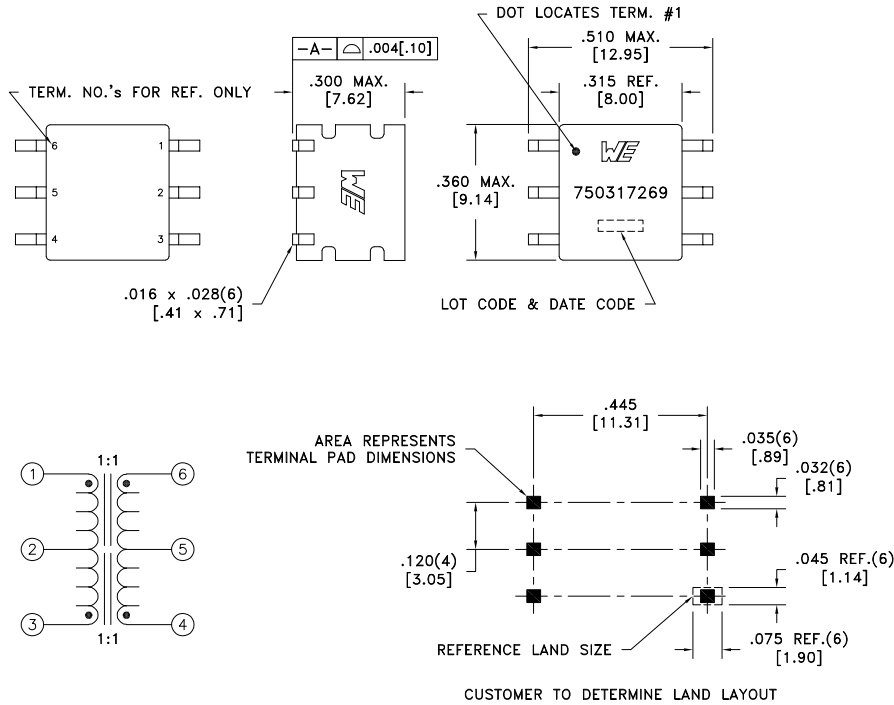 DOT LOCATES TERM. #1
-A- .004[.10]
.510 MAX.
[12.95]
.300 MAX.
[7.62]
.315 REF.
[8.00]
TERM. NO.'s FOR REF. ONLY
6 1
5 2
4 3
WE
WE
750317269
.360 MAX.
[9.14]
.016 x .028(6)
[.41 x .71]
LOT CODE & DATE CODE
1:1
1 6
2 5
3 4
1:1
.445
[11.31]
AREA REPRESENTS
TERMINAL PAD DIMENSIONS
.035(6)
[.89]
.032(6)
[.81]
.120(4)
[3.05]
.045 REF.(6)
[1.14]
REFERENCE LAND SIZE
.075 REF.(6)
[1.90]
CUSTOMER TO DETERMINE LAND LAYOUT